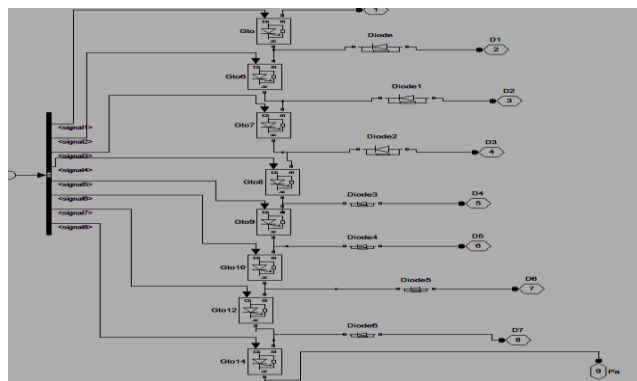 1
Gto
Diode
D1
2
Gto6
Diode1
D2
3
<signal1>
<signal2>
<signal3>
<signal4>
<signal5>
<signal6>
<signal7>
<signal8>
Gto7
Diode2
D3
4
Gto8
Diode3
D4
5
Gto9
Diode4
D5
6
Gto10
Diode5
D6
7
Gto12
Diode6
D7
8
Gto14
9
Pa